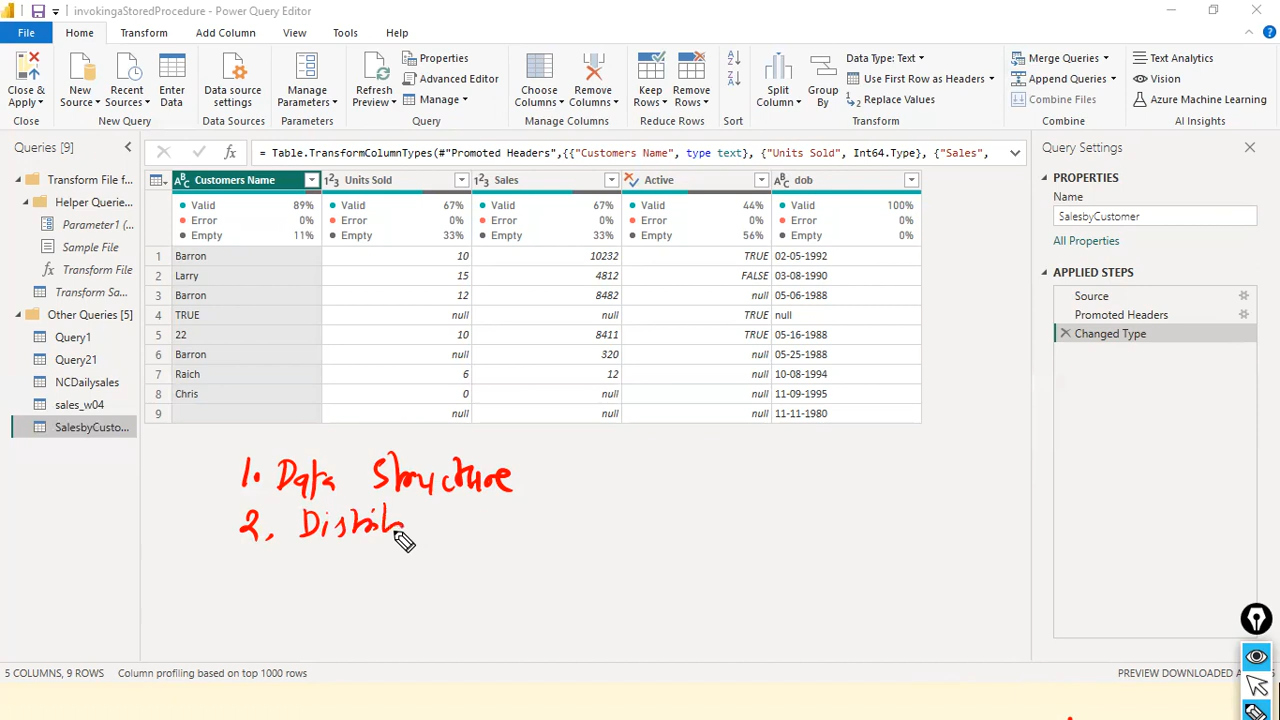 invokingaStoredProcedure - Power Query Editor
File Home Transform Add Column View Tools Help
Close & Apply New Source Recent Sources Enter Data Data source settings Manage Parameters Refresh Preview Properties Advanced Editor Manage Choose Columns Remove Columns Keep Rows Remove Rows Split Column Group By Data Type: Text Use First Row as Headers Replace Values Merge Queries Append Queries Combine Files Text Analytics Vision Azure Machine Learning
Close New Query Data Sources Parameters Query Manage Columns Reduce Rows Sort Transform Combine AI Insights
Queries [9]
Transform File f...
Helper Querie...
Parameter1 (...
Sample File
fx Transform File
Transform Sa...
Other Queries [5]
Query1
Query21
NCDailysales
sales_w04
SalesbyCusto...
fx = Table.TransformColumnTypes(#"Promoted Headers",{{"Customers Name", type text}, {"Units Sold", Int64.Type}, {"Sales",
Customers Name Units Sold Sales Active dob
Valid 89% Valid 67% Valid 67% Valid 44% Valid 100%
Error 0% Error 0% Error 0% Error 0% Error 0%
Empty 11% Empty 33% Empty 33% Empty 56% Empty 0%
1 Barron 10 10232 TRUE 02-05-1992
2 Larry 15 4812 FALSE 03-08-1990
3 Barron 12 8482 null 05-06-1988
4 TRUE null null TRUE null
5 22 10 8411 TRUE 05-16-1988
6 Barron null 320 null 05-25-1988
7 Raich 6 12 null 10-08-1994
8 Chris 0 null null 11-09-1995
9 null null null 11-11-1980
1. Data Structure
2.
Query Settings
PROPERTIES
Name
SalesbyCustomer
All Properties
APPLIED STEPS
Source
Promoted Headers
Changed Type
5 COLUMNS, 9 ROWS Column profiling based on top 1000 rows
PREVIEW DOWNLOADED